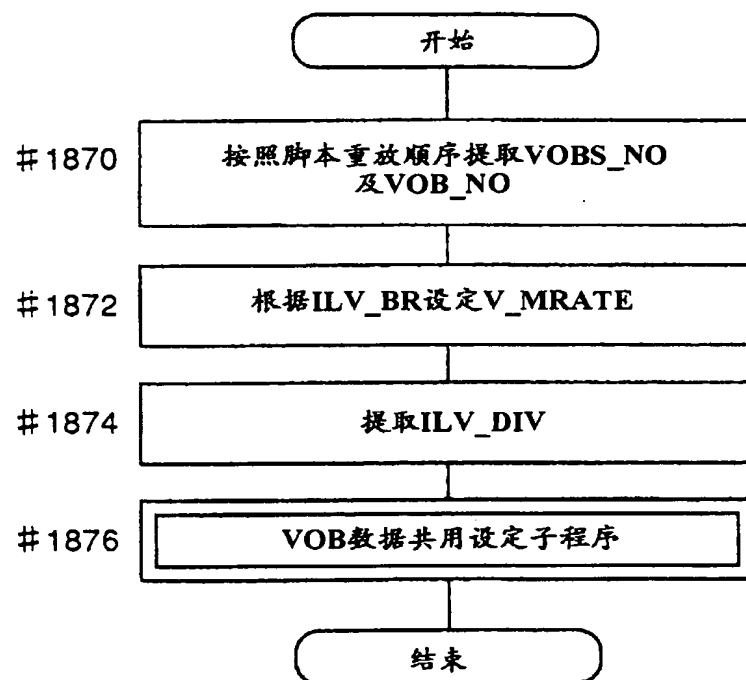 开始
#1870
按照脚本重放顺序提取VOBS_NO
及VOB_NO
#1872
根据ILV_BR设定V_MRATE
#1874
提取ILV_DIV
#1876
VOB数据共用设定子程序
结束